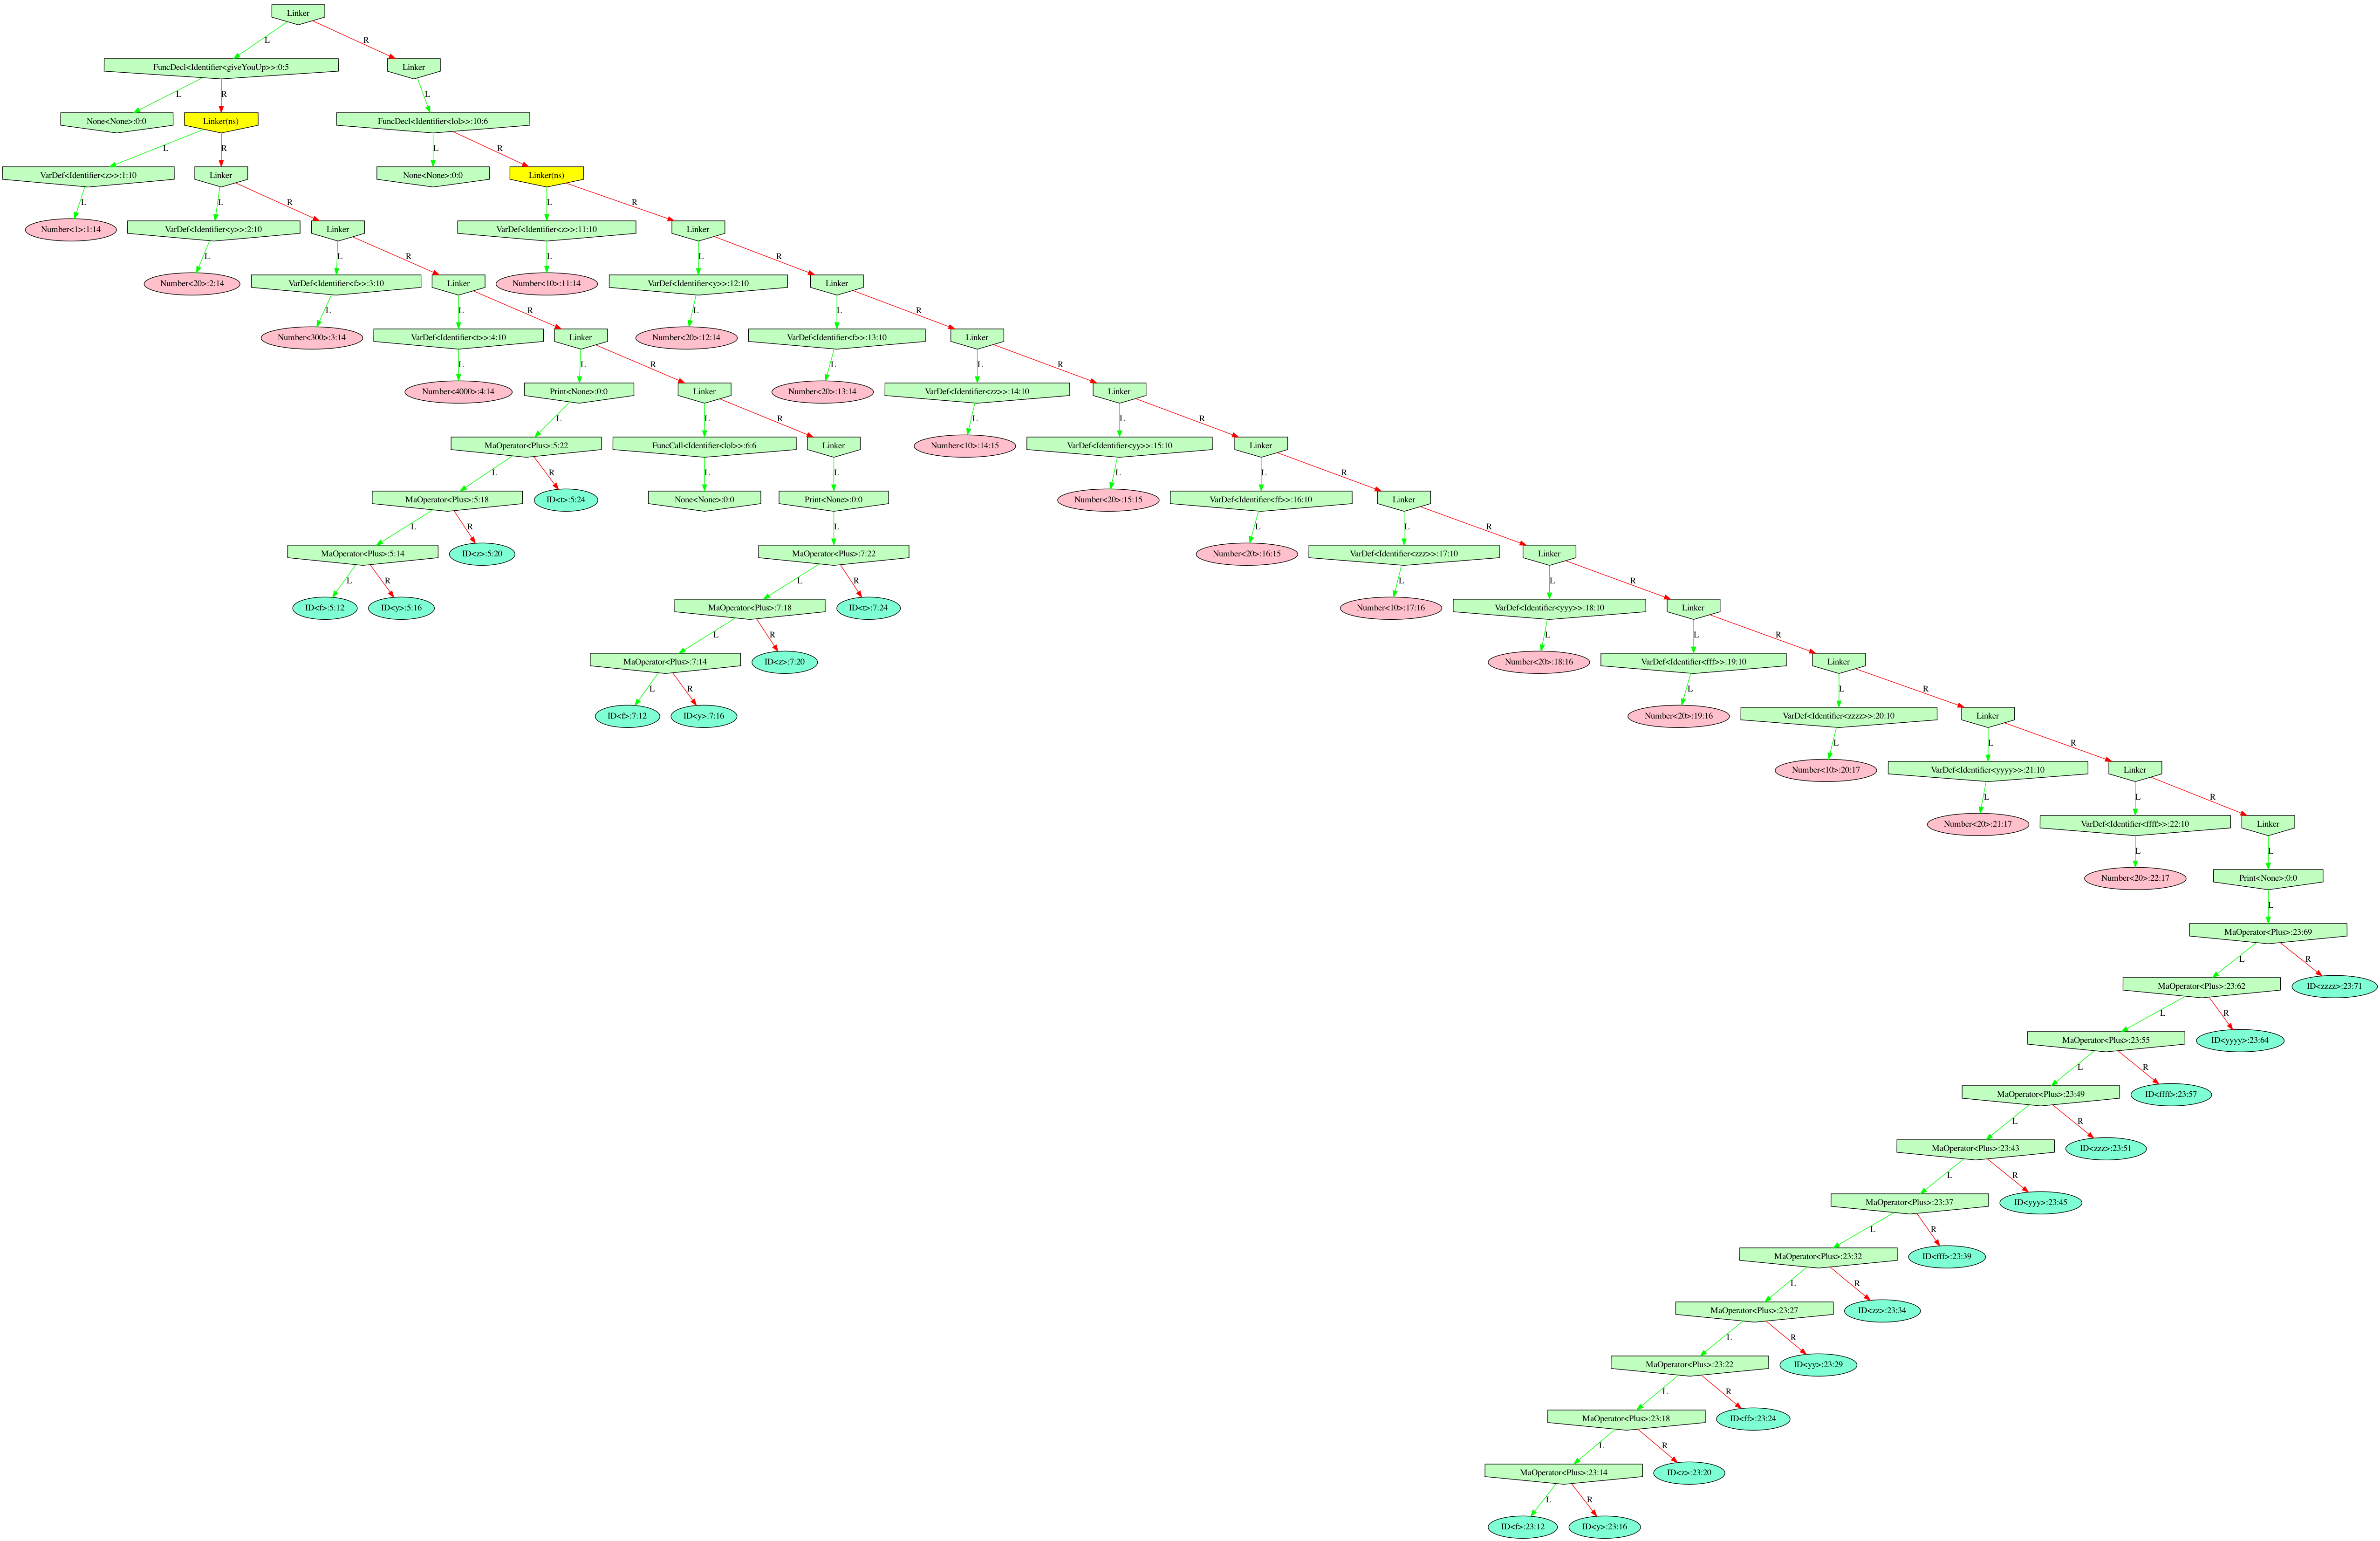 Linker
L
R
FuncDecl<Identifier<giveYouUp>>:0:5
Linker
L
R
L
None<None>:0:0
Linker(ns)
FuncDecl<Identifier<lol>>:10:6
L
R
L
R
VarDef<Identifier<z>>:1:10
Linker
None<None>:0:0
Linker(ns)
L
L
R
L
R
Number<1>:1:14
VarDef<Identifier<y>>:2:10
Linker
VarDef<Identifier<z>>:11:10
Linker
L
L
R
L
L
R
Number<20>:2:14
VarDef<Identifier<f>>:3:10
Linker
Number<10>:11:14
VarDef<Identifier<y>>:12:10
Linker
L
L
R
L
L
R
Number<300>:3:14
VarDef<Identifier<t>>:4:10
Linker
Number<20>:12:14
VarDef<Identifier<f>>:13:10
Linker
L
L
R
L
L
R
Number<4000>:4:14
Print<None>:0:0
Linker
Number<20>:13:14
VarDef<Identifier<zz>>:14:10
Linker
L
L
R
L
L
R
MaOperator<Plus>:5:22
FuncCall<Identifier<lol>>:6:6
Linker
Number<10>:14:15
VarDef<Identifier<yy>>:15:10
Linker
L
R
L
L
L
L
R
MaOperator<Plus>:5:18
ID<t>:5:24
None<None>:0:0
Print<None>:0:0
Number<20>:15:15
VarDef<Identifier<ff>>:16:10
Linker
L
R
L
L
L
R
MaOperator<Plus>:5:14
ID<z>:5:20
MaOperator<Plus>:7:22
Number<20>:16:15
VarDef<Identifier<zzz>>:17:10
Linker
L
R
L
R
L
L
R
ID<f>:5:12
ID<y>:5:16
MaOperator<Plus>:7:18
ID<t>:7:24
Number<10>:17:16
VarDef<Identifier<yyy>>:18:10
Linker
L
R
L
L
R
MaOperator<Plus>:7:14
ID<z>:7:20
Number<20>:18:16
VarDef<Identifier<fff>>:19:10
Linker
L
R
L
L
R
ID<f>:7:12
ID<y>:7:16
Number<20>:19:16
VarDef<Identifier<zzzz>>:20:10
Linker
L
L
R
Number<10>:20:17
VarDef<Identifier<yyyy>>:21:10
Linker
L
L
R
Number<20>:21:17
VarDef<Identifier<ffff>>:22:10
Linker
L
L
Number<20>:22:17
Print<None>:0:0
L
MaOperator<Plus>:23:69
L
R
MaOperator<Plus>:23:62
ID<zzzz>:23:71
L
R
MaOperator<Plus>:23:55
ID<yyyy>:23:64
L
R
MaOperator<Plus>:23:49
ID<ffff>:23:57
L
R
MaOperator<Plus>:23:43
ID<zzz>:23:51
L
R
MaOperator<Plus>:23:37
ID<yyy>:23:45
L
R
MaOperator<Plus>:23:32
ID<fff>:23:39
L
R
MaOperator<Plus>:23:27
ID<zz>:23:34
L
R
MaOperator<Plus>:23:22
ID<yy>:23:29
L
R
MaOperator<Plus>:23:18
ID<ff>:23:24
L
R
MaOperator<Plus>:23:14
ID<z>:23:20
L
R
ID<f>:23:12
ID<y>:23:16